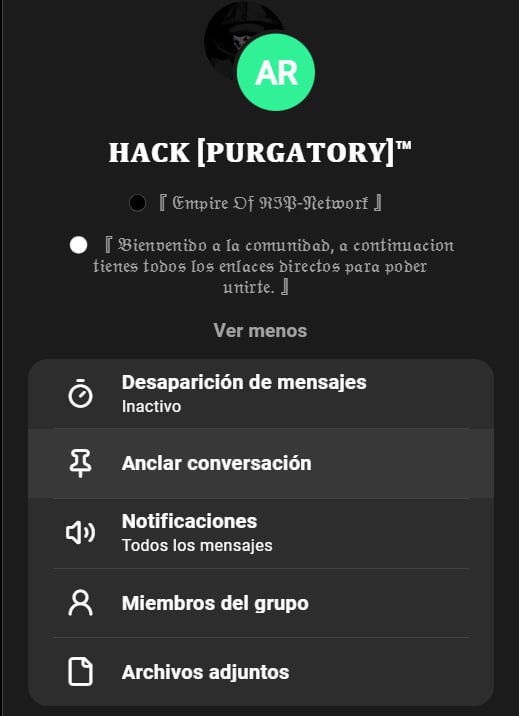 AR
HACK [PURGATORY]™
⚫ 『 Empire Of RIP-Network 』
⚪ 『 Bienvenido a la comunidad, a continuacion
tienes todos los enlaces directos para poder
unirte. 』
Ver menos
Desaparición de mensajes
Inactivo
Anclar conversación
Notificaciones
Todos los mensajes
Miembros del grupo
Archivos adjuntos